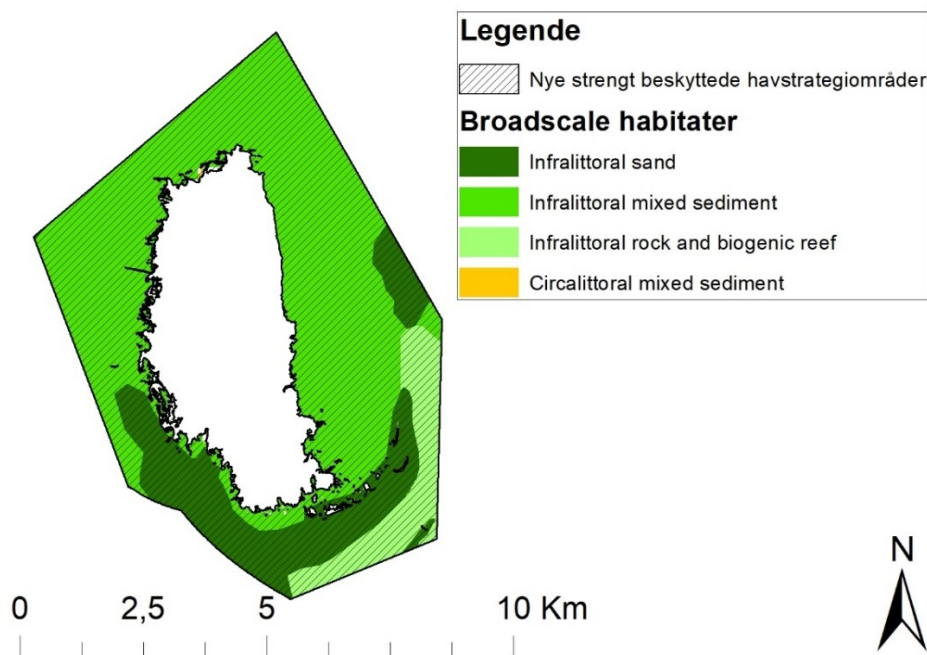 Legende
Nye strengt beskyttede havstrategiområder
Broadscale habitater
Infralittoral sand
Infralittoral mixed sediment
Infralittoral rock and biogenic reef
Circalittoral mixed sediment
N
0 2,5 5 10 Km